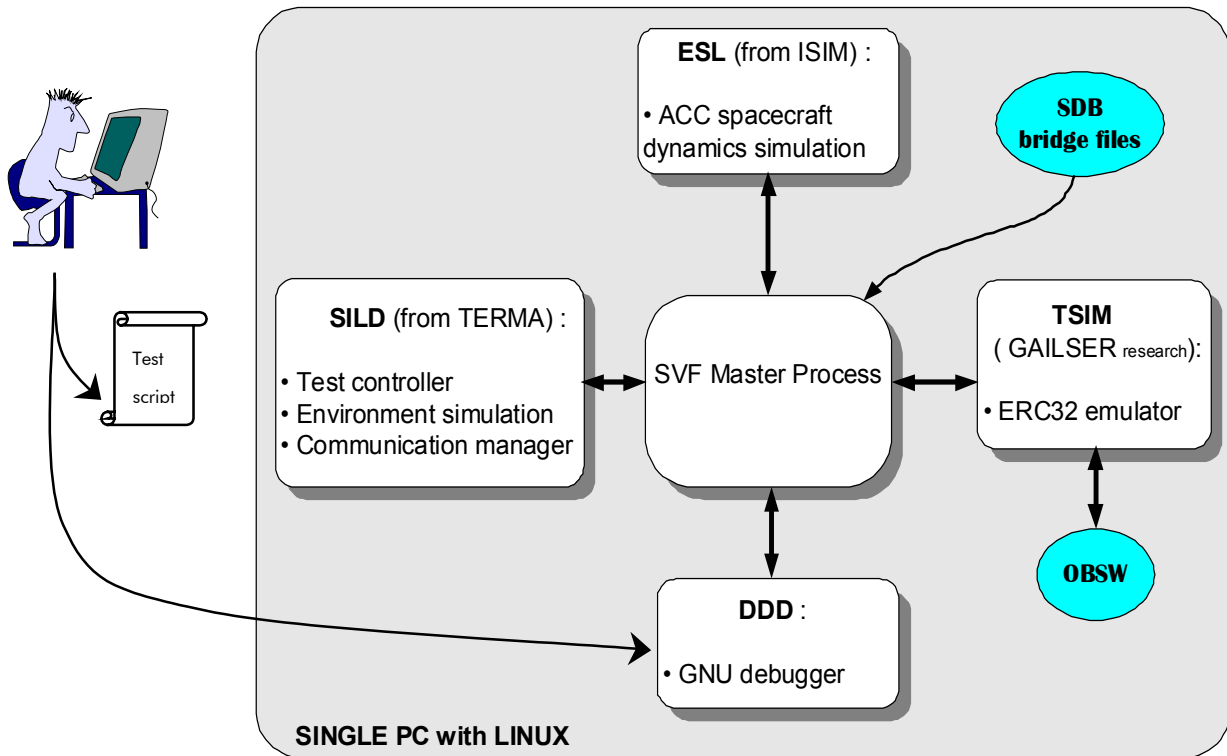 ESL (from ISIM) :
• ACC spacecraft
dynamics simulation
SDB
bridge files
SILD (from TERMA) :
• Test controller
• Environment simulation
• Communication manager
Test
script
SVF Master Process
TSIM
( GAILSER research):
• ERC32 emulator
OBSW
DDD :
• GNU debugger
SINGLE PC with LINUX